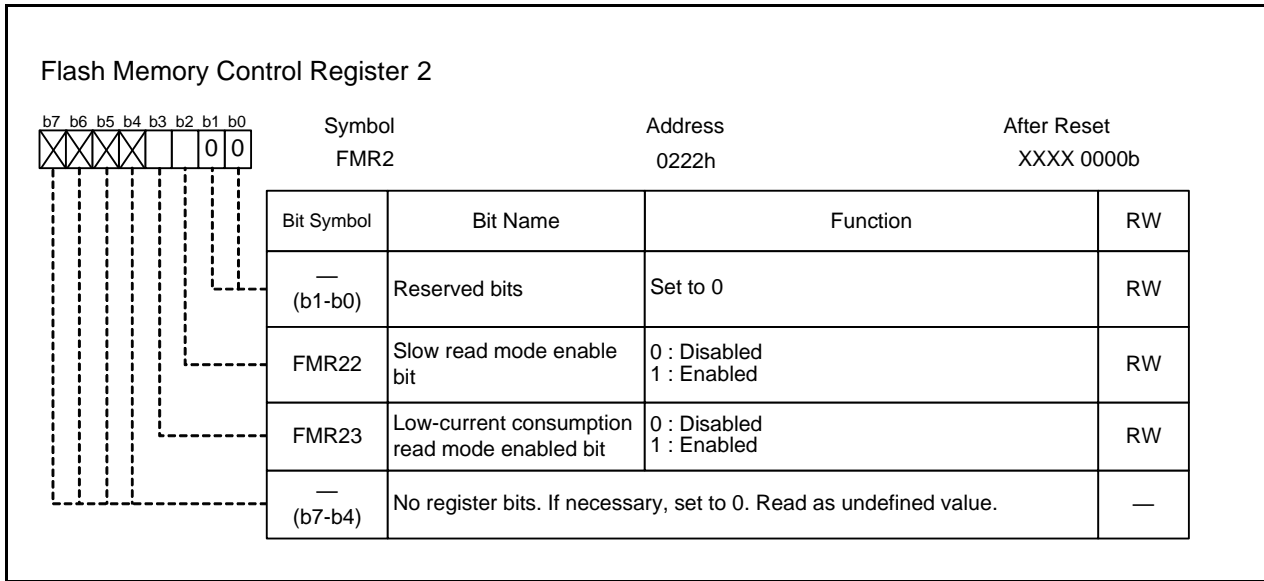 Flash Memory Control Register 2
b7 b6 b5 b4 b3 b2 b1 b0
0 0
Symbol Address After Reset
FMR2 0222h XXXX 0000b
Bit Symbol Bit Name Function RW
—
(b1-b0) Reserved bits Set to 0 RW
FMR22 Slow read mode enable
bit 0 : Disabled
1 : Enabled RW
FMR23 Low-current consumption
read mode enabled bit 0 : Disabled
1 : Enabled RW
—
(b7-b4) No register bits. If necessary, set to 0. Read as undefined value. —